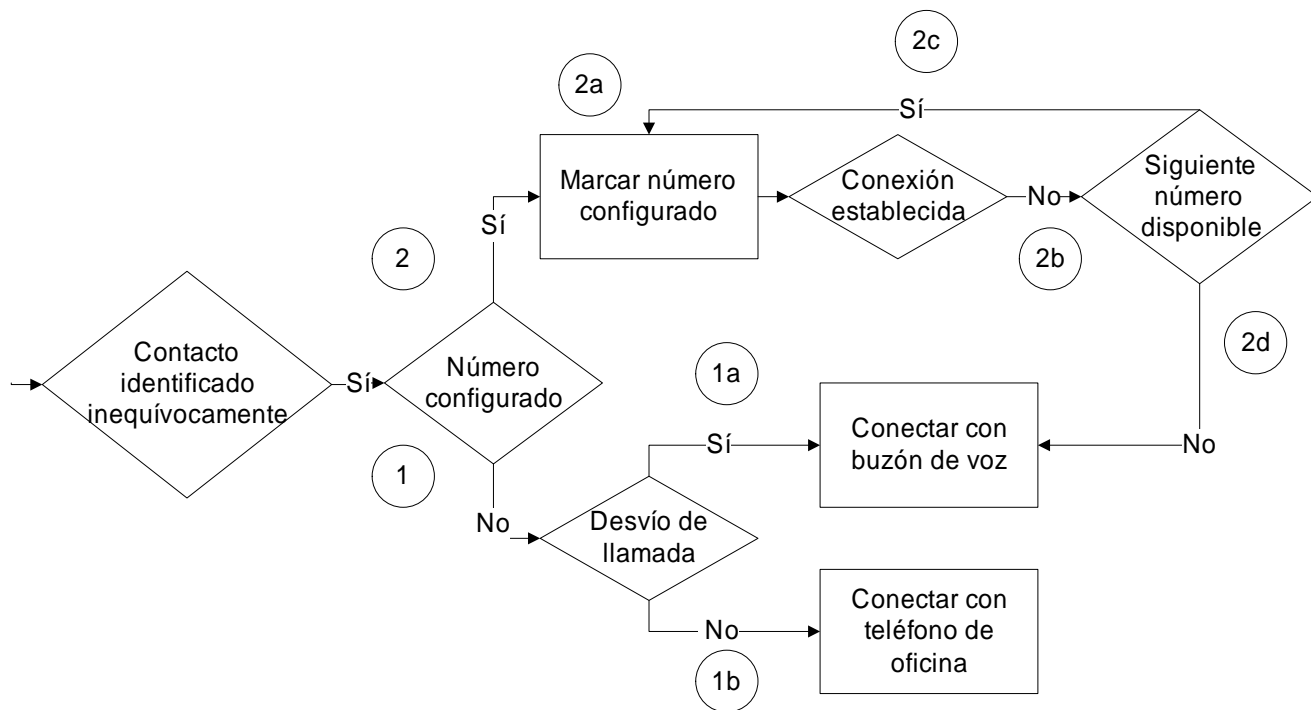 2c
2a
Sí
Marcar número
configurado
Conexión
establecida
No
Siguiente
número
disponible
Sí
2
2b
2d
Contacto
identificado
inequívocamente
Sí
Número
configurado
1a
1
Sí
Conectar con
buzón de voz
No
No
Desvío de
llamada
No
Conectar con
teléfono de
oficina
1b